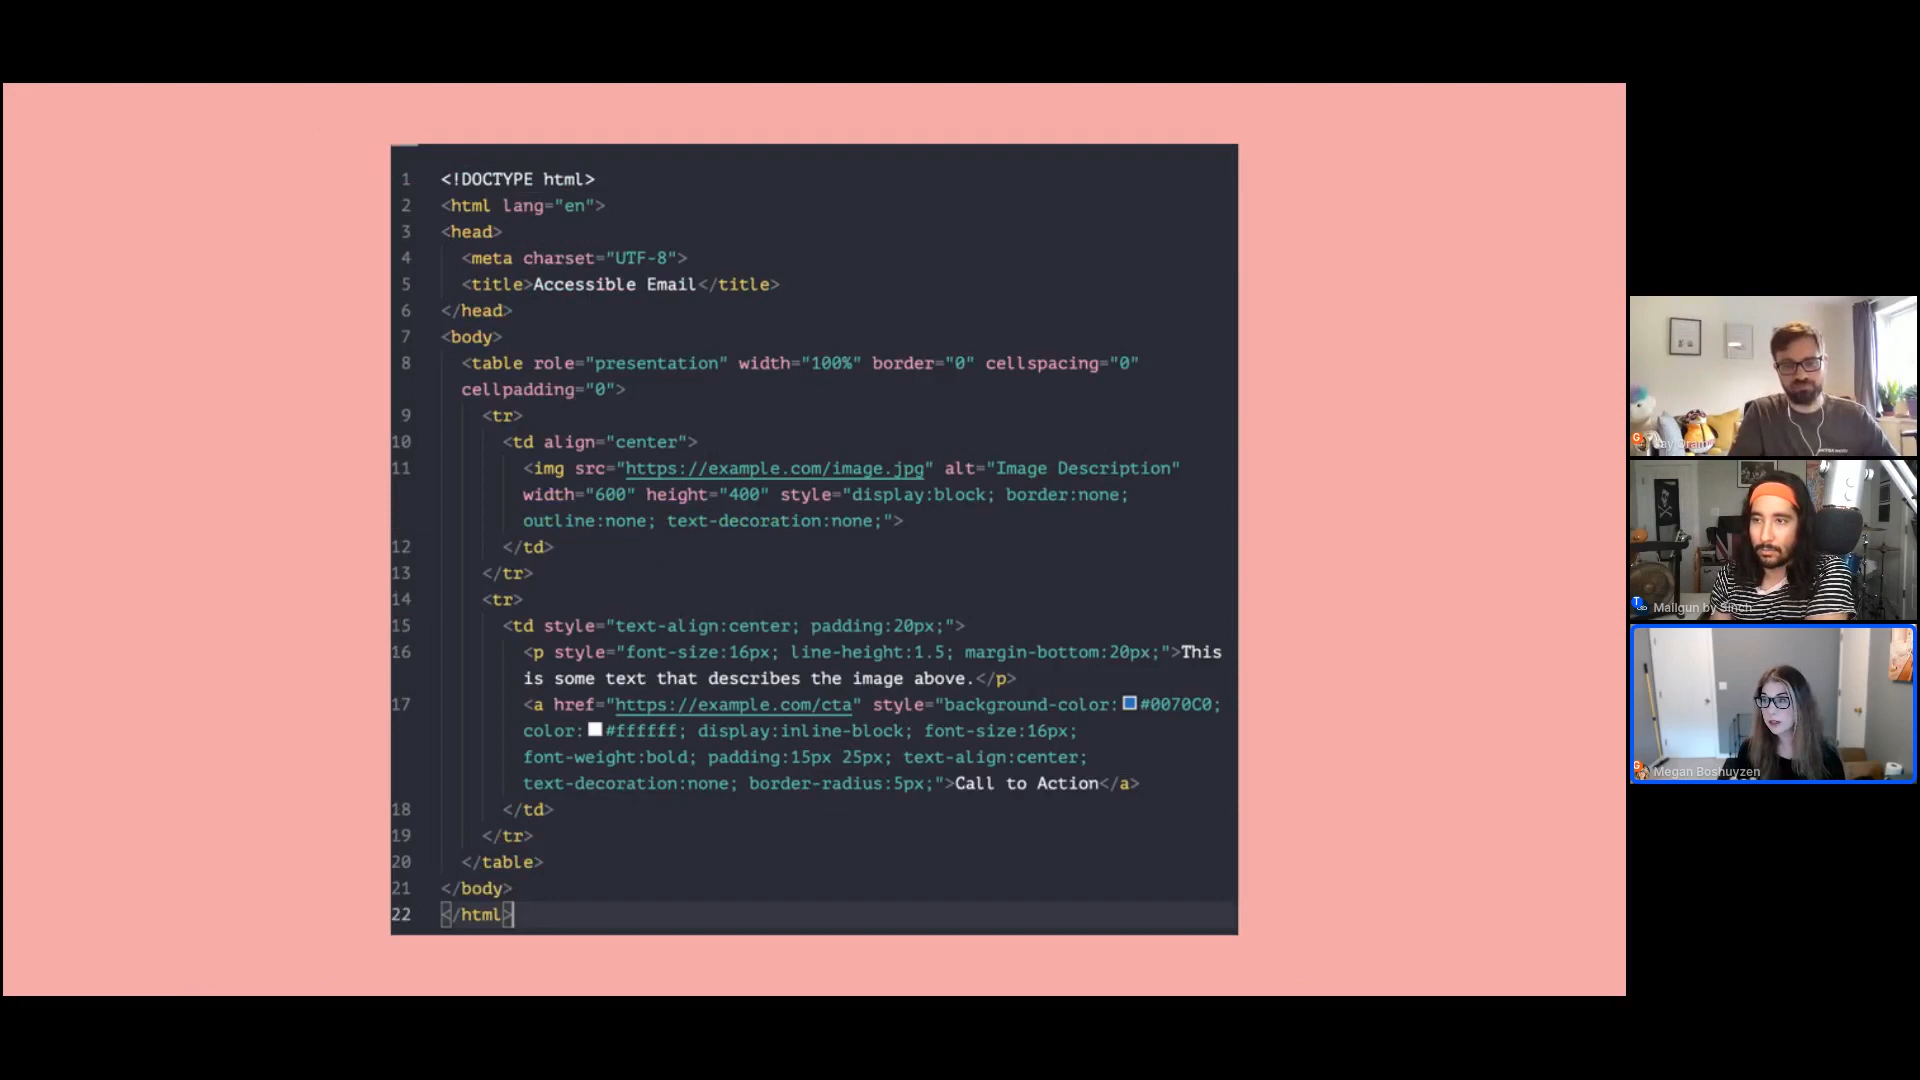 1 <!DOCTYPE html>
2 <html lang="en">
3 <head>
4 <meta charset="UTF-8">
5 <title>Accessible Email</title>
6 </head>
7 <body>
8 <table role="presentation" width="100%" border="0" cellspacing="0"
cellpadding="0">
9 <tr>
10 <td align="center">
11 <img src="https://example.com/image.jpg" alt="Image Description"
width="600" height="400" style="display:block; border:none;
outline:none; text-decoration:none;">
12 </td>
13 </tr>
14 <tr>
15 <td style="text-align:center; padding:20px;">
16 <p style="font-size:16px; line-height:1.5; margin-bottom:20px;">This
is some text that describes the image above.</p>
17 <a href="https://example.com/cta" style="background-color:#0070C0;
color:#ffffff; display:inline-block; font-size:16px;
font-weight:bold; padding:15px 25px; text-align:center;
text-decoration:none; border-radius:5px;">Call to Action</a>
18 </td>
19 </tr>
20 </table>
21 </body>
22 </html>
Mailgun by Sinch
Megan Boshuyzen